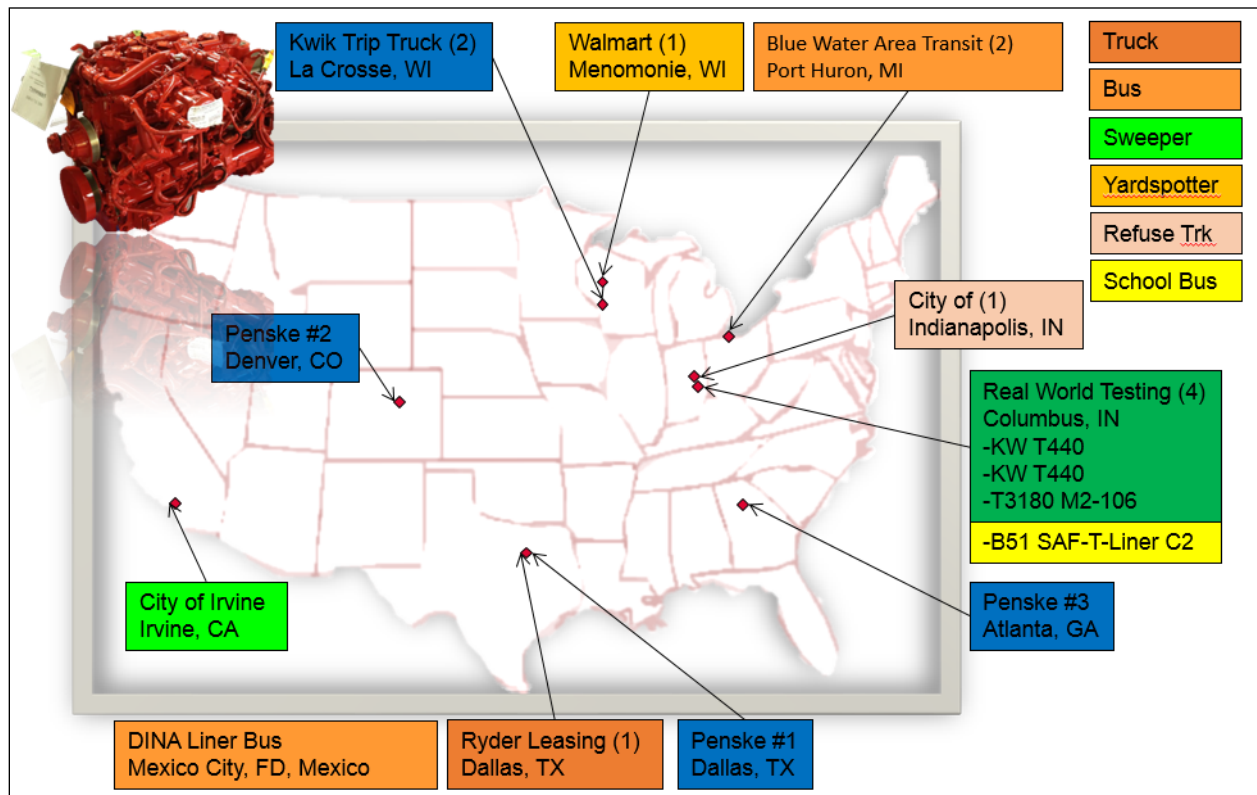 Kwik Trip Truck (2)
La Crosse, WI
Walmart (1)
Menomonie, WI
Blue Water Area Transit (2)
Port Huron, MI
Truck
Bus
Sweeper
Yardspotter
Refuse Trk
School Bus
City of (1)
Indianapolis, IN
Penske #2
Denver, CO
Real World Testing (4)
Columbus, IN
-KW T440
-KW T440
-T3180 M2-106
-B51 SAF-T-Liner C2
City of Irvine
Irvine, CA
Penske #3
Atlanta, GA
DINA Liner Bus
Mexico City, FD, Mexico
Ryder Leasing (1)
Dallas, TX
Penske #1
Dallas, TX